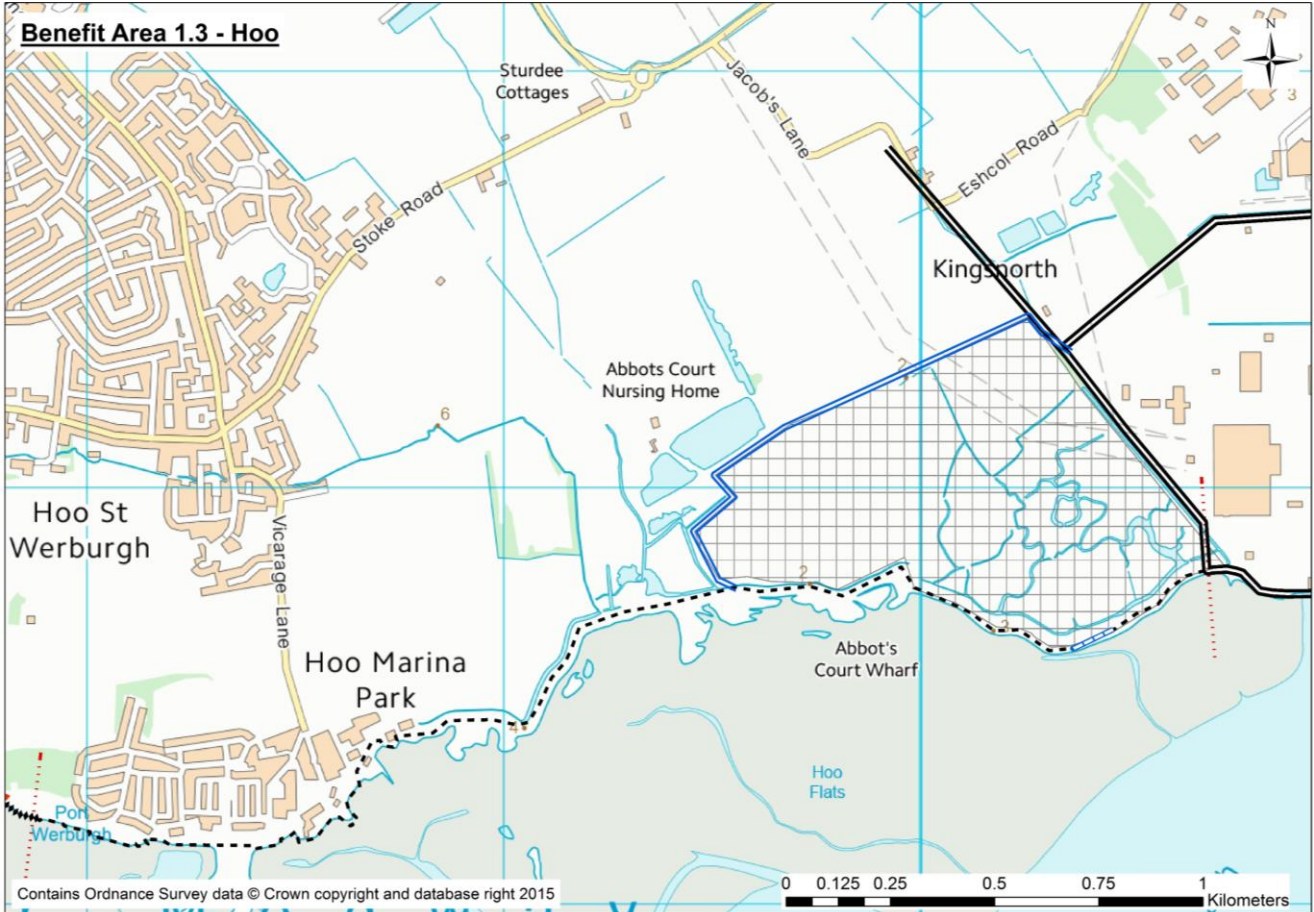 Benefit Area 1.3 - Hoo
N
Sturdee
Cottages
Jacob's Lane
3
Eshcol Road
Stoke Road
Kingsnorth
Abbots Court
Nursing Home
2
6
Hoo St
Werburgh
Vicarage Lane
2
2
Abbot's
Court Wharf
Hoo Marina
Park
4
Hoo
Flats
Port
Werburgh
Contains Ordnance Survey data © Crown copyright and database right 2015
0 0.125 0.25 0.5 0.75 1
Kilometers